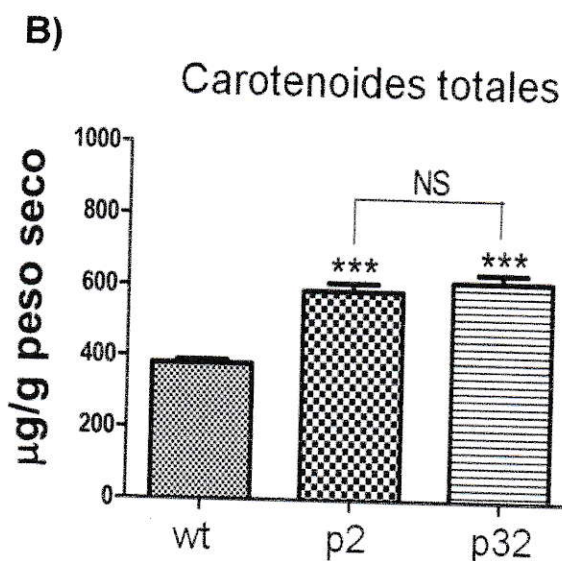 B)
Carotenoides totales
µg/g peso seco
1000
800
600
400
200
0
NS
***
***
wt
p2
p32